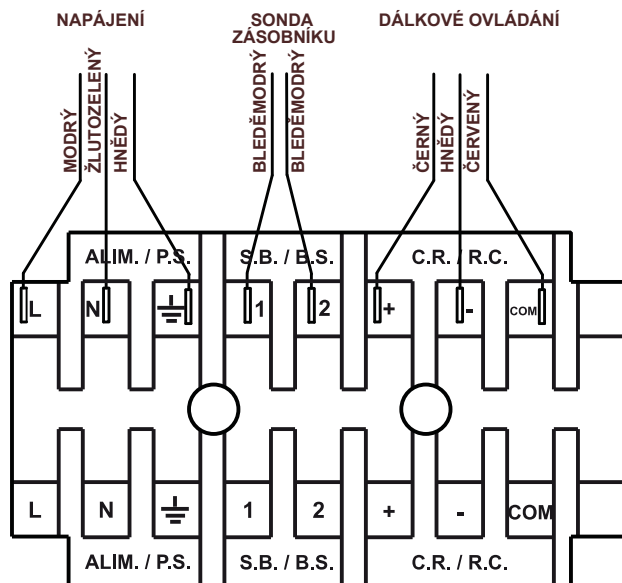 NAPÁJENÍ
SONDA
ZÁSOBNÍKU
DÁLKOVÉ OVLÁDÁNÍ
MODRÝ
ŽLUTOZELENÝ
HNĚDÝ
BLEDĚMODRÝ
BLEDĚMODRÝ
ČERNÝ
HNĚDÝ
ČERVENÝ
ALIM. / P.S.
S.B. / B.S.
C.R. / R.C.
L
N
1
2
+
-
COM
L
N
1
2
+
-
COM
ALIM. / P.S.
S.B. / B.S.
C.R. / R.C.